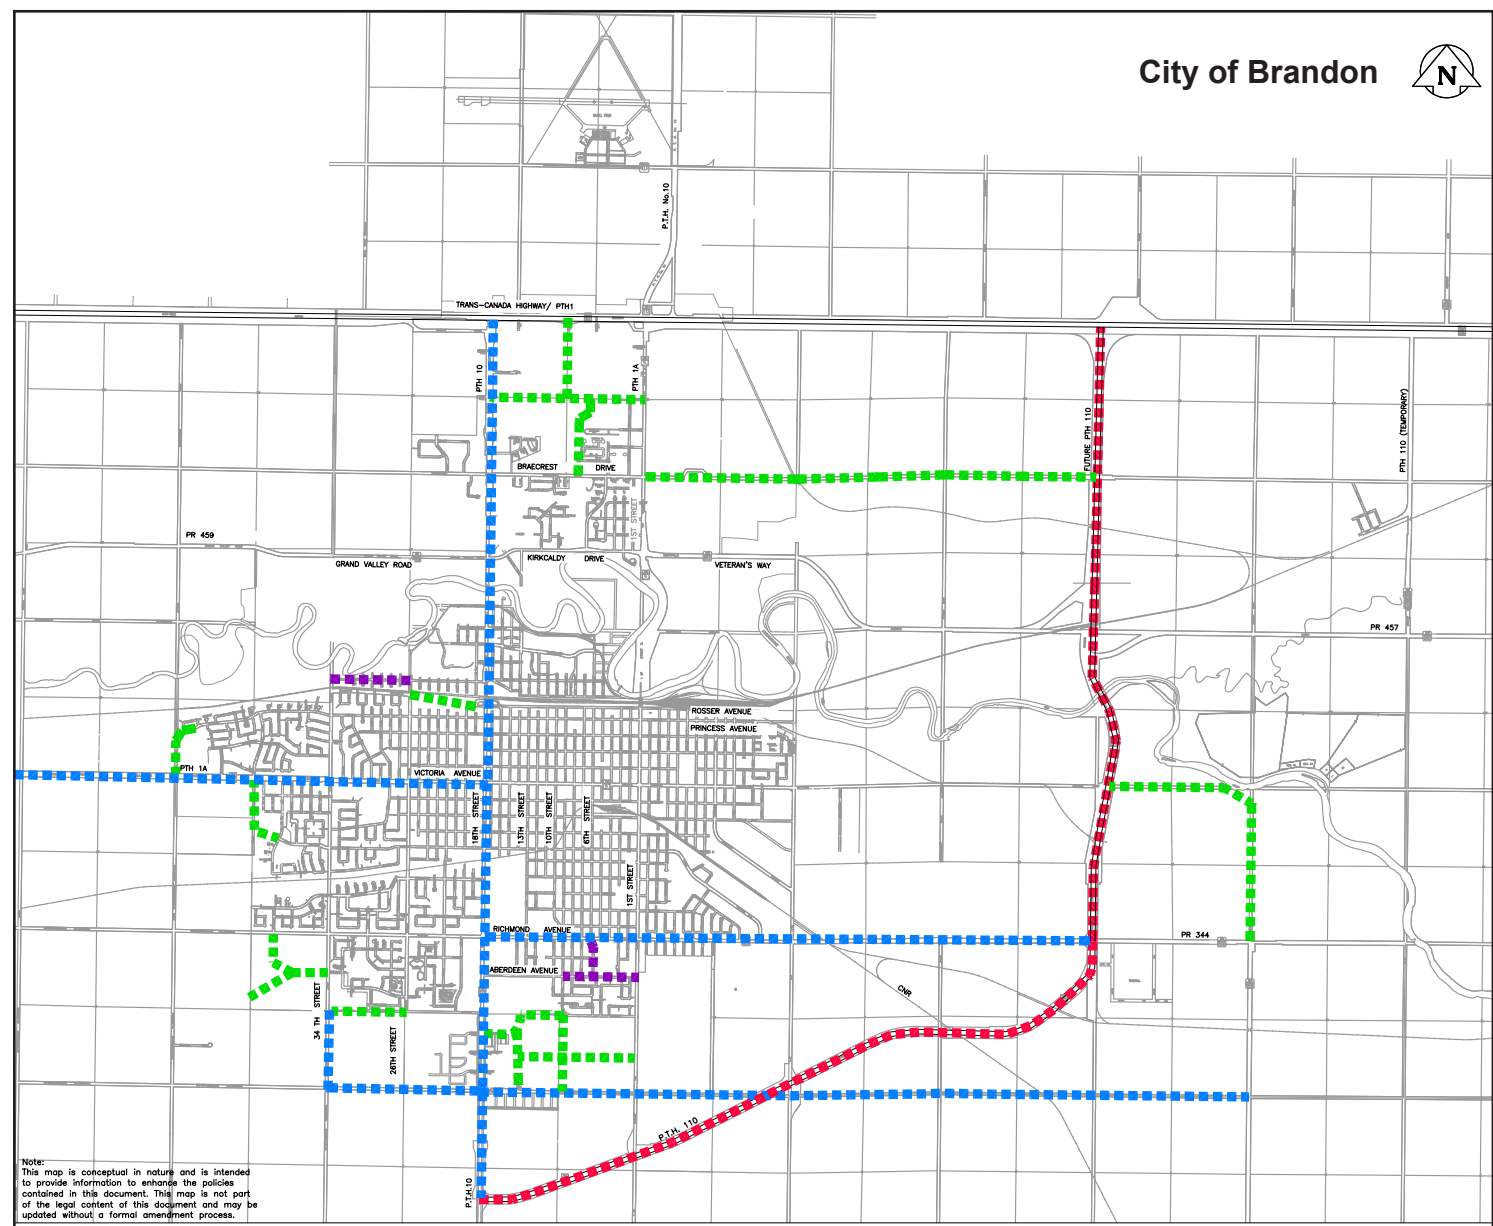 City of Brandon
N
P.T.H. No.10
TRANS-CANADA HIGHWAY/ PTH1
PTH 10
PTH 1A
FUTURE PTH 110
PTH 110 (TEMPORARY)
BRAECREST DRIVE
1ST STREET
PR 459
GRAND VALLEY ROAD
KIRKCALDY DRIVE
VETERAN'S WAY
PR 457
ROSSER AVENUE
PRINCESS AVENUE
PTH 1A
VICTORIA AVENUE
18TH STREET
13TH STREET
10TH STREET
6TH STREET
1ST STREET
RICHMOND AVENUE
PR 344
ABERDEEN AVENUE
34 TH STREET
26TH STREET
CNR
P.T.H. 110
P.T.H.10
Note:
This map is conceptual in nature and is intended
to provide information to enhance the policies
contained in this document. This map is not part
of the legal content of this document and may be
updated without a formal amendment process.